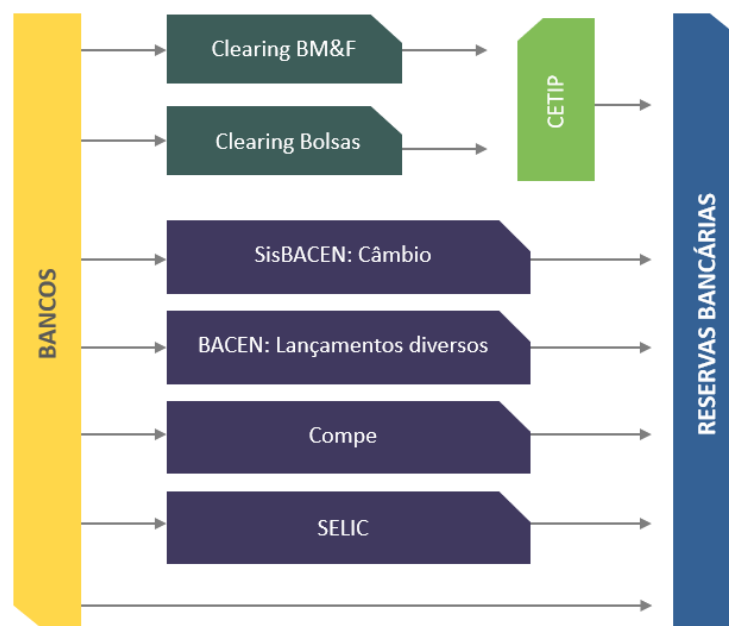 BANCOS
Clearing BM&F
Clearing Bolsas
CETIP
SisBACEN: Câmbio
BACEN: Lançamentos diversos
Compe
SELIC
RESERVAS BANCÁRIAS